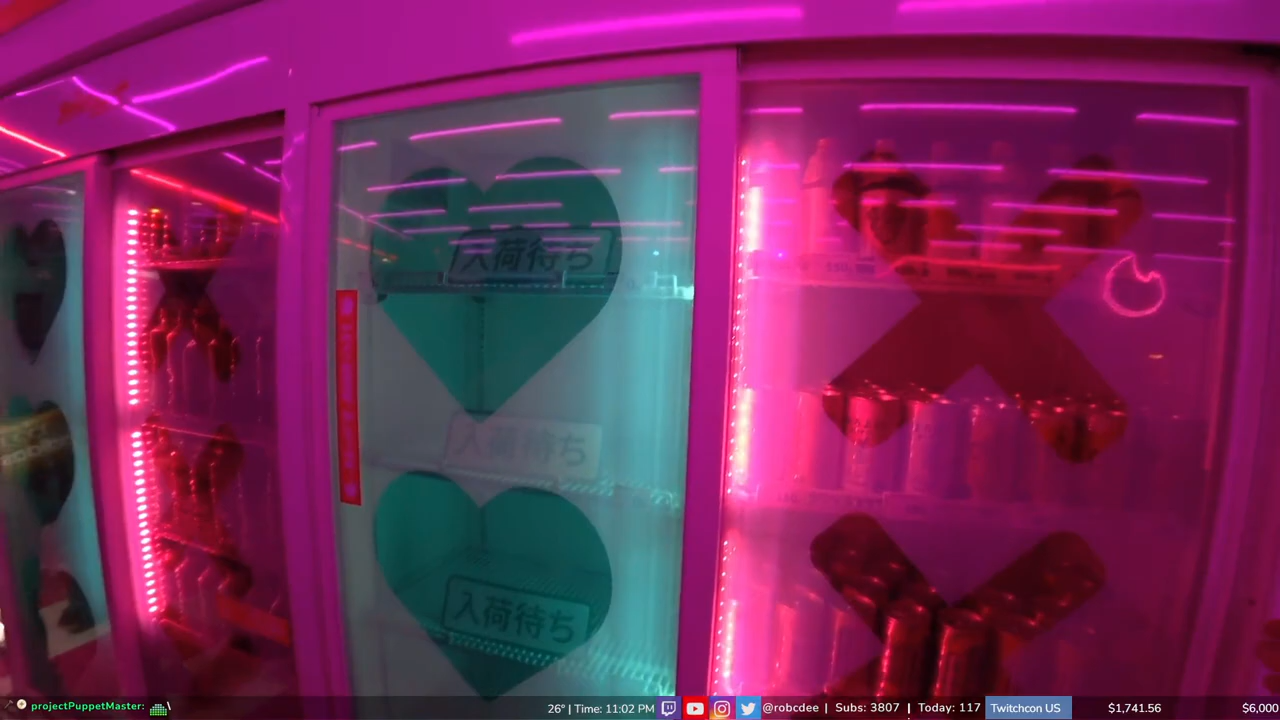 入荷待ち
入荷待ち
入荷待ち
projectPuppetMaster:
26° | Time: 11:02 PM
@robcdee | Subs: 3807 | Today: 117
Twitchcon US
$1,741.56
$6,000